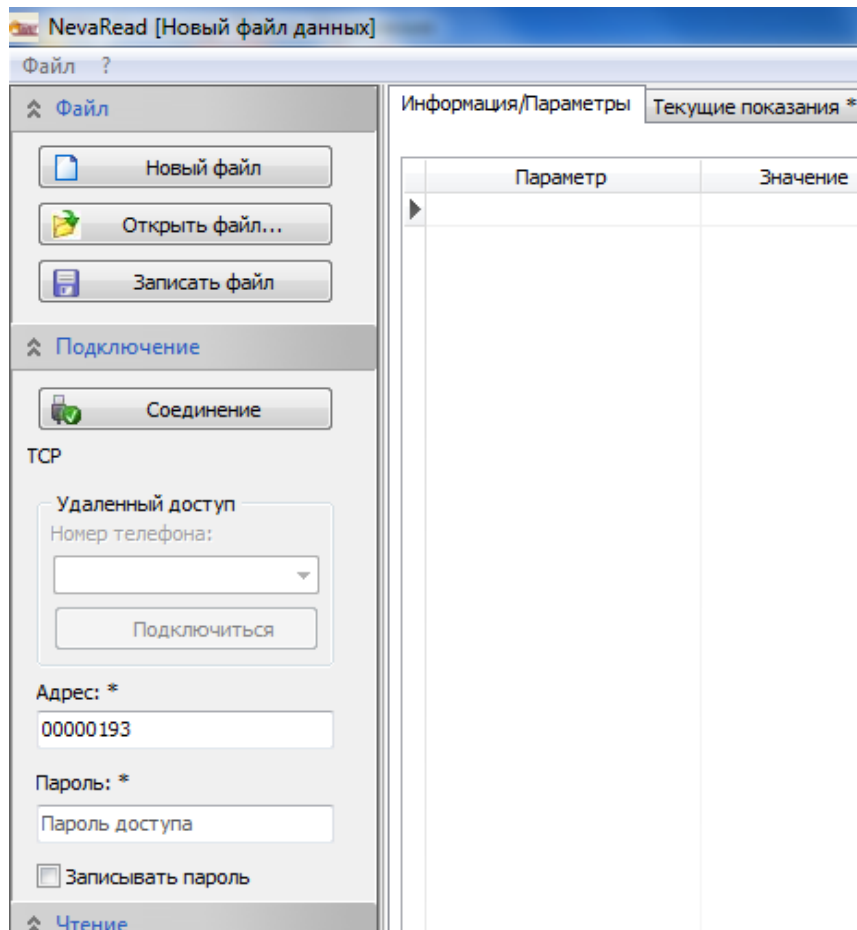 NevaRead [Новый файл данных]
Файл ?
Файл
Новый файл
Открыть файл...
Записать файл
Подключение
Соединение
TCP
Удаленный доступ
Номер телефона:
Подключиться
Адрес: *
00000193
Пароль: *
Пароль доступа
Записывать пароль
Чтение
Информация/Параметры Текущие показания *
Параметр Значение